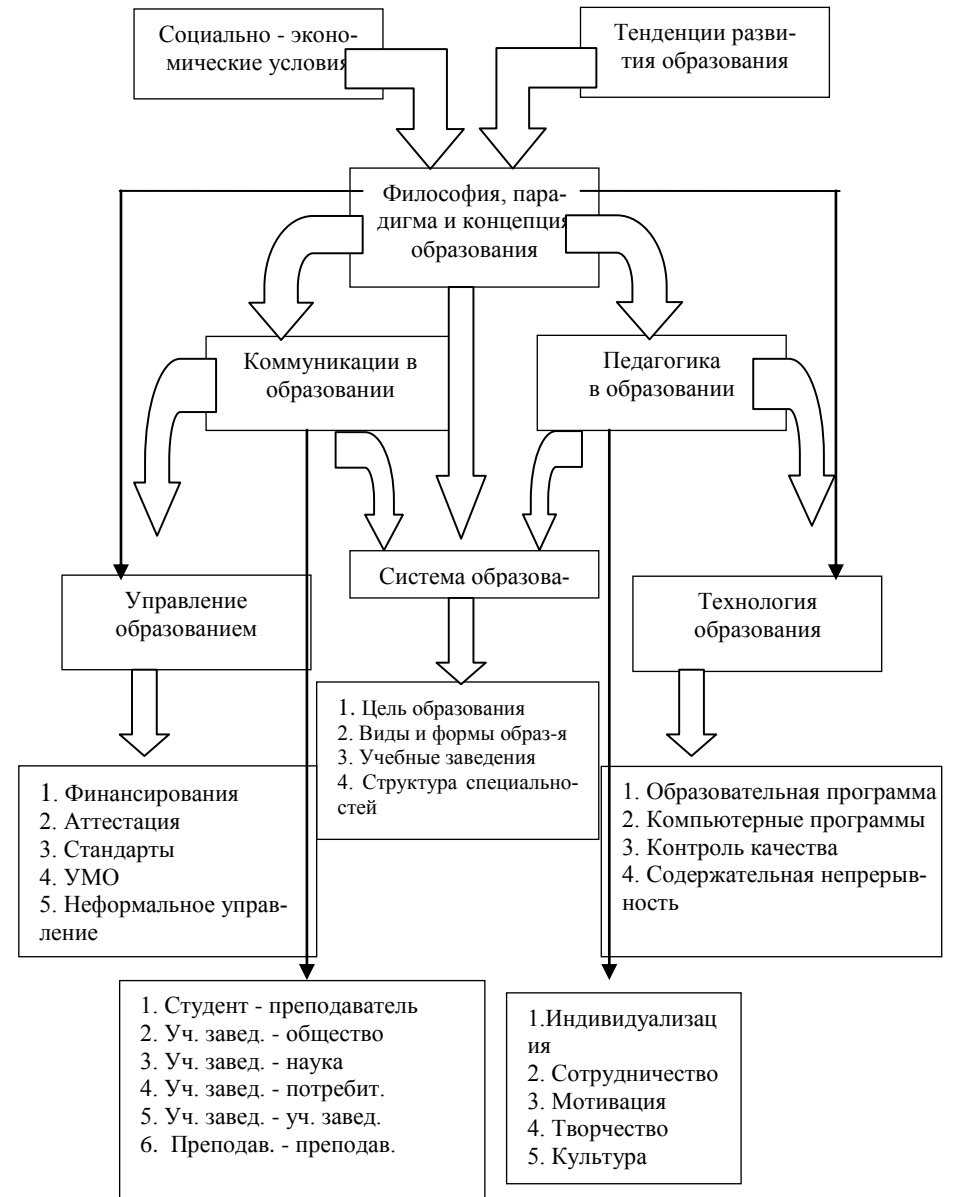 Социально - эконо-
мические условия
Тенденции разви-
тия образования
Философия, пара-
дигма и концепция
образования
Коммуникации в
образовании
Педагогика
в образовании
Управление
образованием
Система образова-
Технология
образования
1. Цель образования
2. Виды и формы образ-я
3. Учебные заведения
4. Структура специально-
стей
1. Финансирования
2. Аттестация
3. Стандарты
4. УМО
5. Неформальное управ-
ление
1. Образовательная программа
2. Компьютерные программы
3. Контроль качества
4. Содержательная непрерыв-
ность
1. Студент - преподаватель
2. Уч. завед. - общество
3. Уч. завед. - наука
4. Уч. завед. - потребит.
5. Уч. завед. - уч. завед.
6. Преподав. - преподав.
1.Индивидуализац
ия
2. Сотрудничество
3. Мотивация
4. Творчество
5. Культура